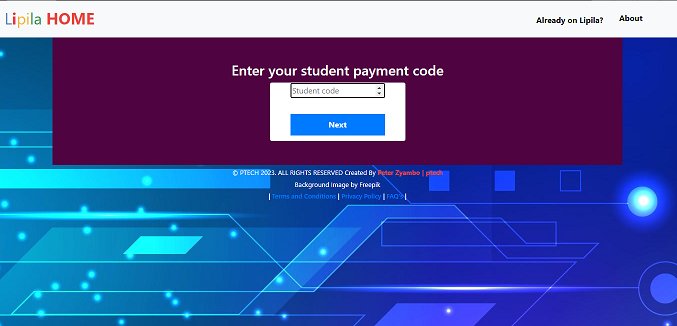 Lipila HOME
Already on Lipila?
About
Enter your student payment code
Student code
Next
© PTECH 2023. ALL RIGHTS RESERVED Created By Peter Zyambo | ptech
Background Image by Freepik
| Terms and Conditions | Privacy Policy | FAQ's |